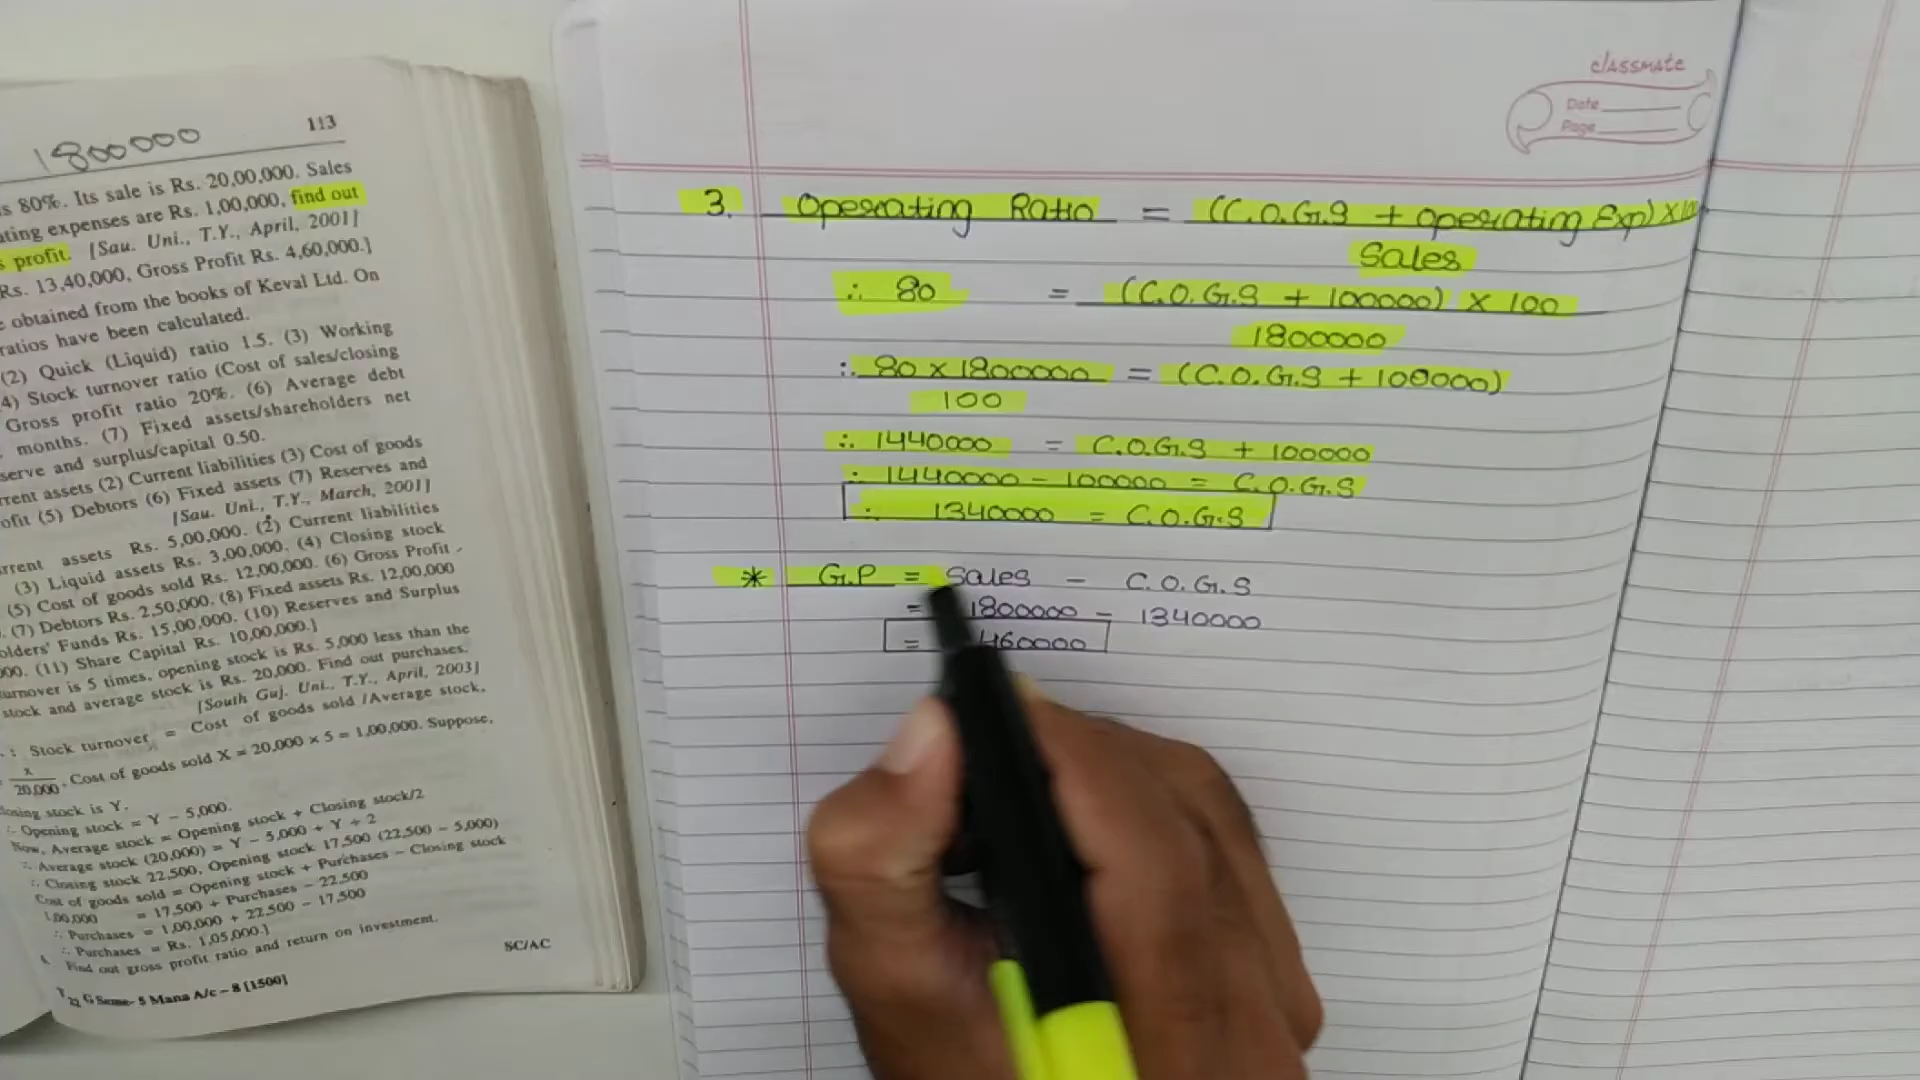 1800000
113
s 80%. Its sale is Rs. 20,00,000. Sales
ating expenses are Rs. 1,00,000, find out
s profit. [Sau. Uni., T.Y., April, 2001]
Rs. 13,40,000, Gross Profit Rs. 4,60,000.]
e obtained from the books of Keval Ltd. On
ratios have been calculated.
(2) Quick (Liquid) ratio 1.5. (3) Working
4) Stock turnover ratio (Cost of sales/closing
Gross profit ratio 20%. (6) Average debt
months. (7) Fixed assets/shareholders net
serve and surplus/capital 0.50.
rrent assets (2) Current liabilities (3) Cost of goods
ofit (5) Debtors (6) Fixed assets (7) Reserves and
[Sau. Uni., T.Y., March, 2001]
rrent assets Rs. 5,00,000. (2) Current liabilities
(3) Liquid assets Rs. 3,00,000. (4) Closing stock
(5) Cost of goods sold Rs. 12,00,000. (6) Gross Profit
. (7) Debtors Rs. 2,50,000. (8) Fixed assets Rs. 12,00,000
olders' Funds Rs. 15,00,000. (10) Reserves and Surplus
00. (11) Share Capital Rs. 10,00,000.]
urnover is 5 times, opening stock is Rs. 5,000 less than the
stock and average stock is Rs. 20,000. Find out purchases.
[South Guj. Uni., T.Y., April, 2003]
: Stock turnover = Cost of goods sold /Average stock,
= x / 20,000, Cost of goods sold X = 20,000 × 5 = 1,00,000. Suppose,
losing stock is Y.
∴ Opening stock = Y – 5,000.
Now, Average stock = Opening stock + Closing stock/2
∴ Average stock (20,000) = Y – 5,000 + Y ÷ 2
∴ Closing stock 22,500, Opening stock 17,500 (22,500 – 5,000)
Cost of goods sold = Opening stock + Purchases – Closing stock
1,00,000 = 17,500 + Purchases – 22,500
∴ Purchases = 1,00,000 + 22,500 – 17,500
∴ Purchases = Rs. 1,05,000.]
Find out gross profit ratio and return on investment.
SC/AC
G Seme- 5 Mana A/c – 8 [1500]
classmate
Date
Page
3. Operating Ratio = (C.O.G.S + Operating Exp) × 100
Sales
∴ 80 = (C.O.G.S + 100000) × 100
1800000
∴ 80 × 1800000 = (C.O.G.S + 100000)
100
∴ 1440000 = C.O.G.S + 100000
∴ 1440000 - 100000 = C.O.G.S
∴ 1340000 = C.O.G.S
* G.P = Sales - C.O.G.S
= 1800000 - 1340000
= 460000